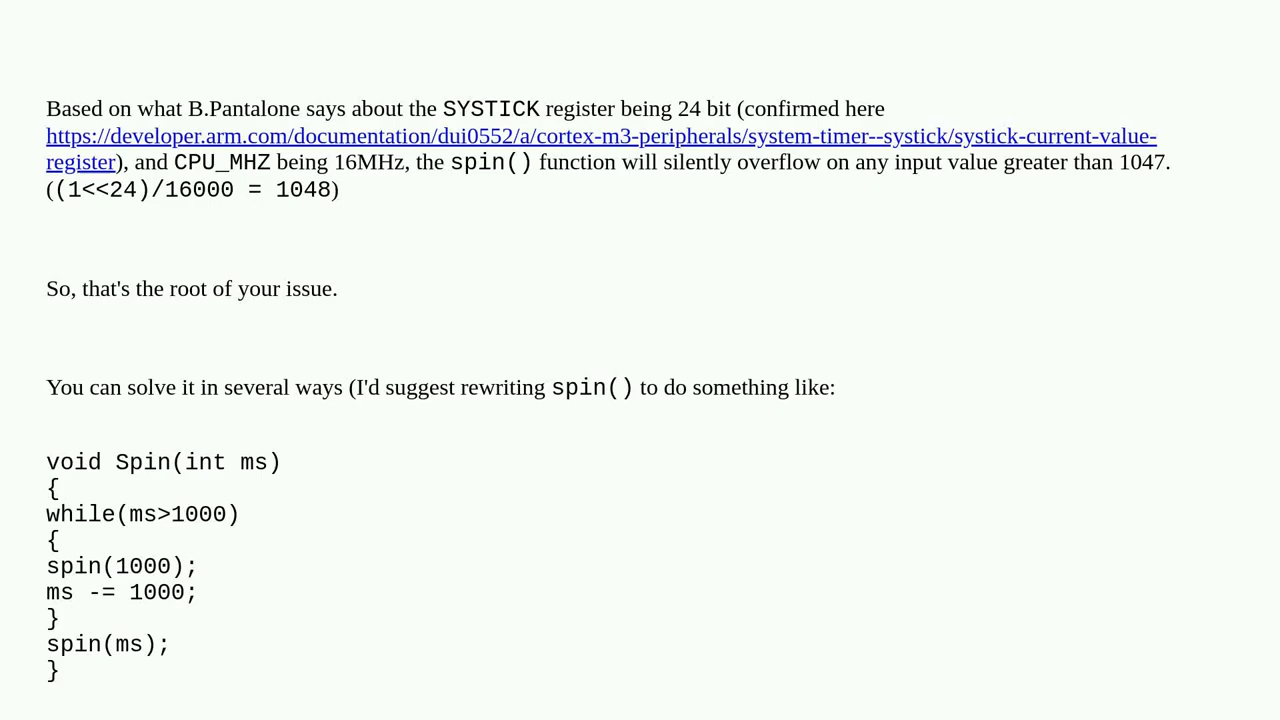 Based on what B.Pantalone says about the SYSTICK register being 24 bit (confirmed here
https://developer.arm.com/documentation/dui0552/a/cortex-m3-peripherals/system-timer--systick/systick-current-value-
register), and CPU_MHZ being 16MHz, the spin() function will silently overflow on any input value greater than 1047.
((1<<24)/16000 = 1048)
So, that's the root of your issue.
You can solve it in several ways (I'd suggest rewriting spin() to do something like:
void Spin(int ms)
{
while(ms>1000)
{
spin(1000);
ms -= 1000;
}
spin(ms);
}